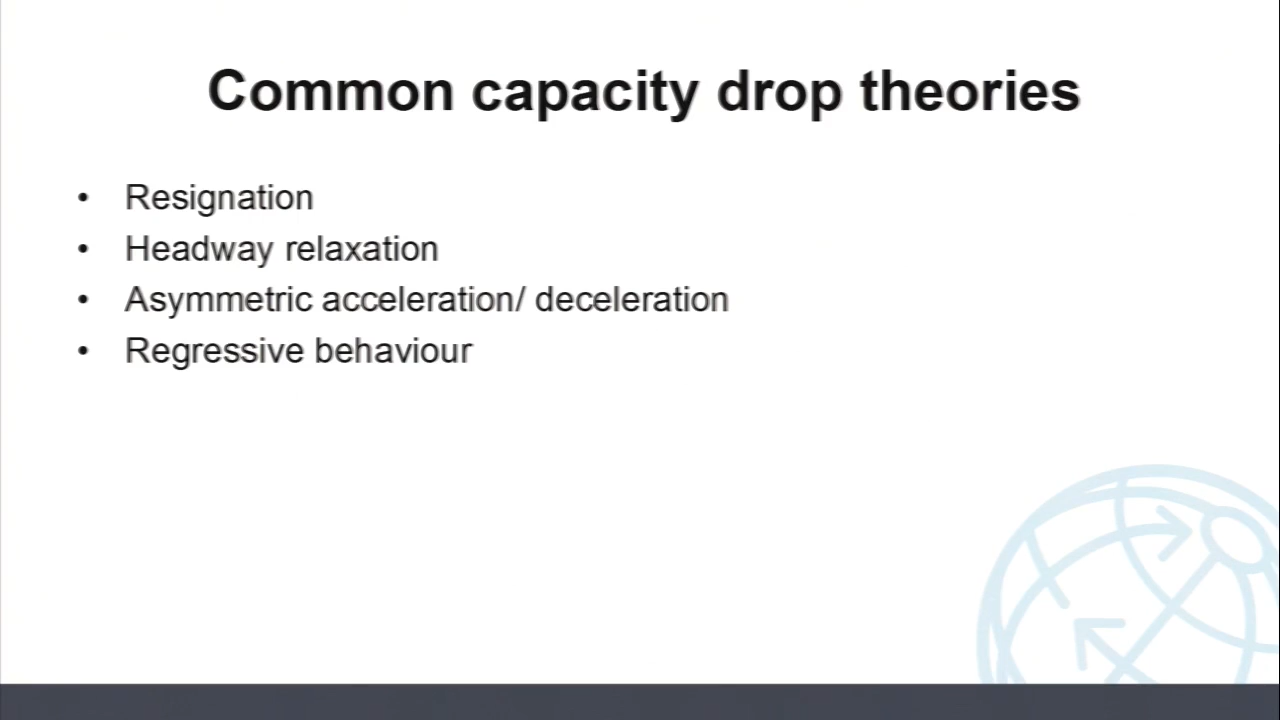 Common capacity drop theories
• Resignation
• Headway relaxation
• Asymmetric acceleration/ deceleration
• Regressive behaviour